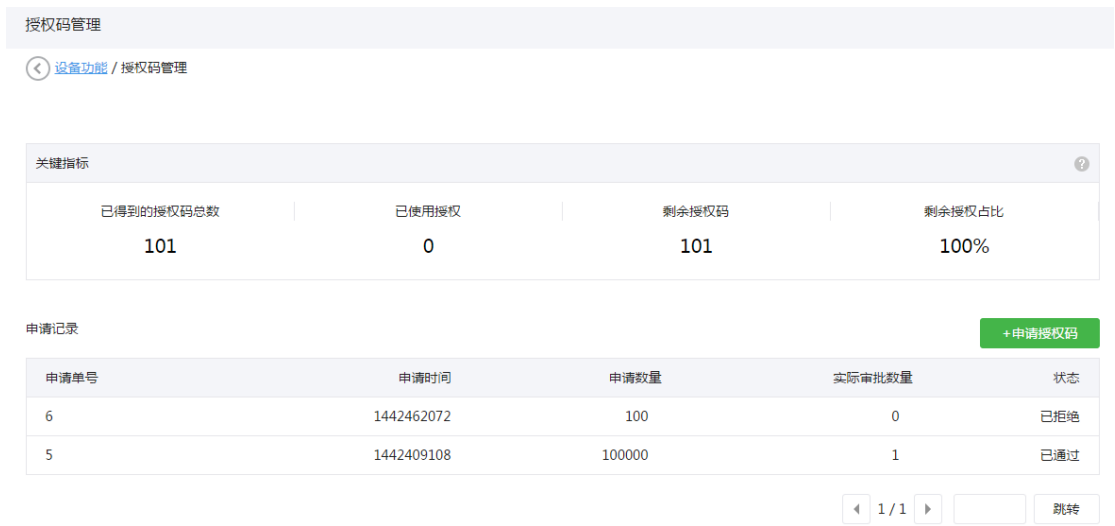 授权码管理
设备功能 / 授权码管理
关键指标
已得到的授权码总数 已使用授权 剩余授权码 剩余授权占比
101 0 101 100%
申请记录
+申请授权码
申请单号 申请时间 申请数量 实际审批数量 状态
6 1442462072 100 0 已拒绝
5 1442409108 100000 1 已通过
1 / 1 跳转